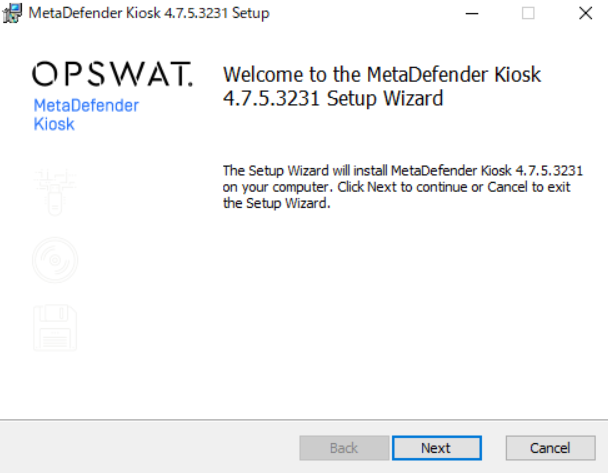 MetaDefender Kiosk 4.7.5.3231 Setup
OPSWAT.
MetaDefender
Kiosk
Welcome to the MetaDefender Kiosk
4.7.5.3231 Setup Wizard
The Setup Wizard will install MetaDefender Kiosk 4.7.5.3231
on your computer. Click Next to continue or Cancel to exit
the Setup Wizard.
Back
Next
Cancel